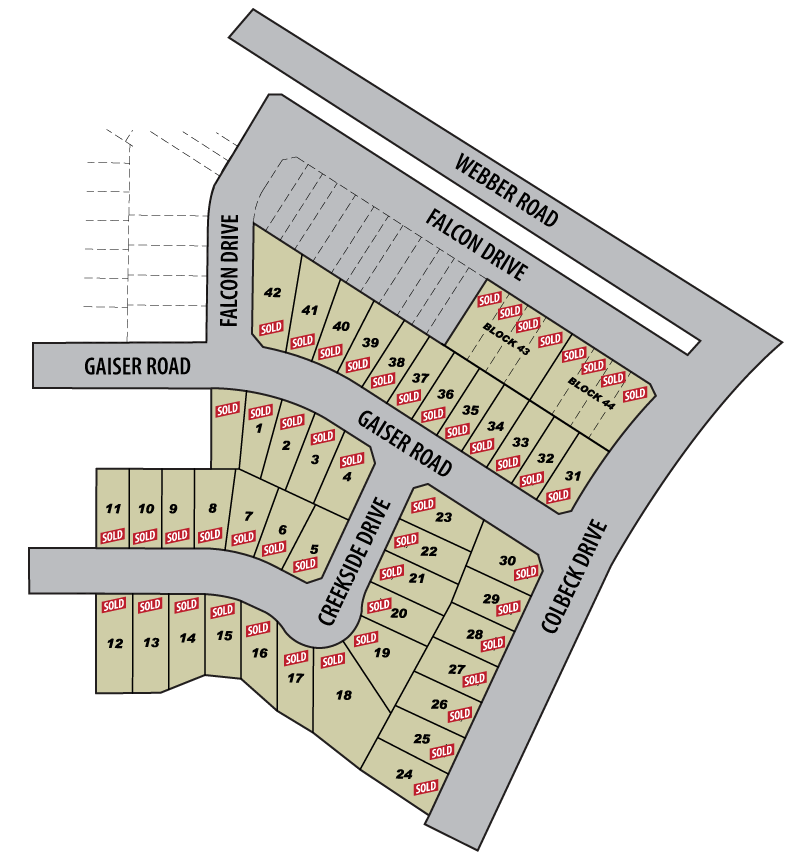 WEBBER ROAD
FALCON DRIVE
FALCON DRIVE
GAISER ROAD
SOLD
SOLD
SOLD
SOLD
BLOCK 43
SOLD
SOLD
SOLD
SOLD
BLOCK 44
42
SOLD
41
SOLD
40
SOLD
39
SOLD
38
SOLD
37
SOLD
36
SOLD
35
SOLD
34
SOLD
33
SOLD
32
SOLD
31
SOLD
GAISER ROAD
SOLD
SOLD
1
SOLD
2
SOLD
3
SOLD
4
11
SOLD
10
SOLD
9
SOLD
8
SOLD
7
SOLD
6
SOLD
5
SOLD
CREEKSIDE DRIVE
COLBECK DRIVE
SOLD
23
SOLD
22
SOLD
21
SOLD
20
SOLD
19
30
SOLD
29
SOLD
28
SOLD
27
SOLD
26
SOLD
25
SOLD
24
SOLD
SOLD
12
SOLD
13
SOLD
14
SOLD
15
SOLD
16
SOLD
17
SOLD
18